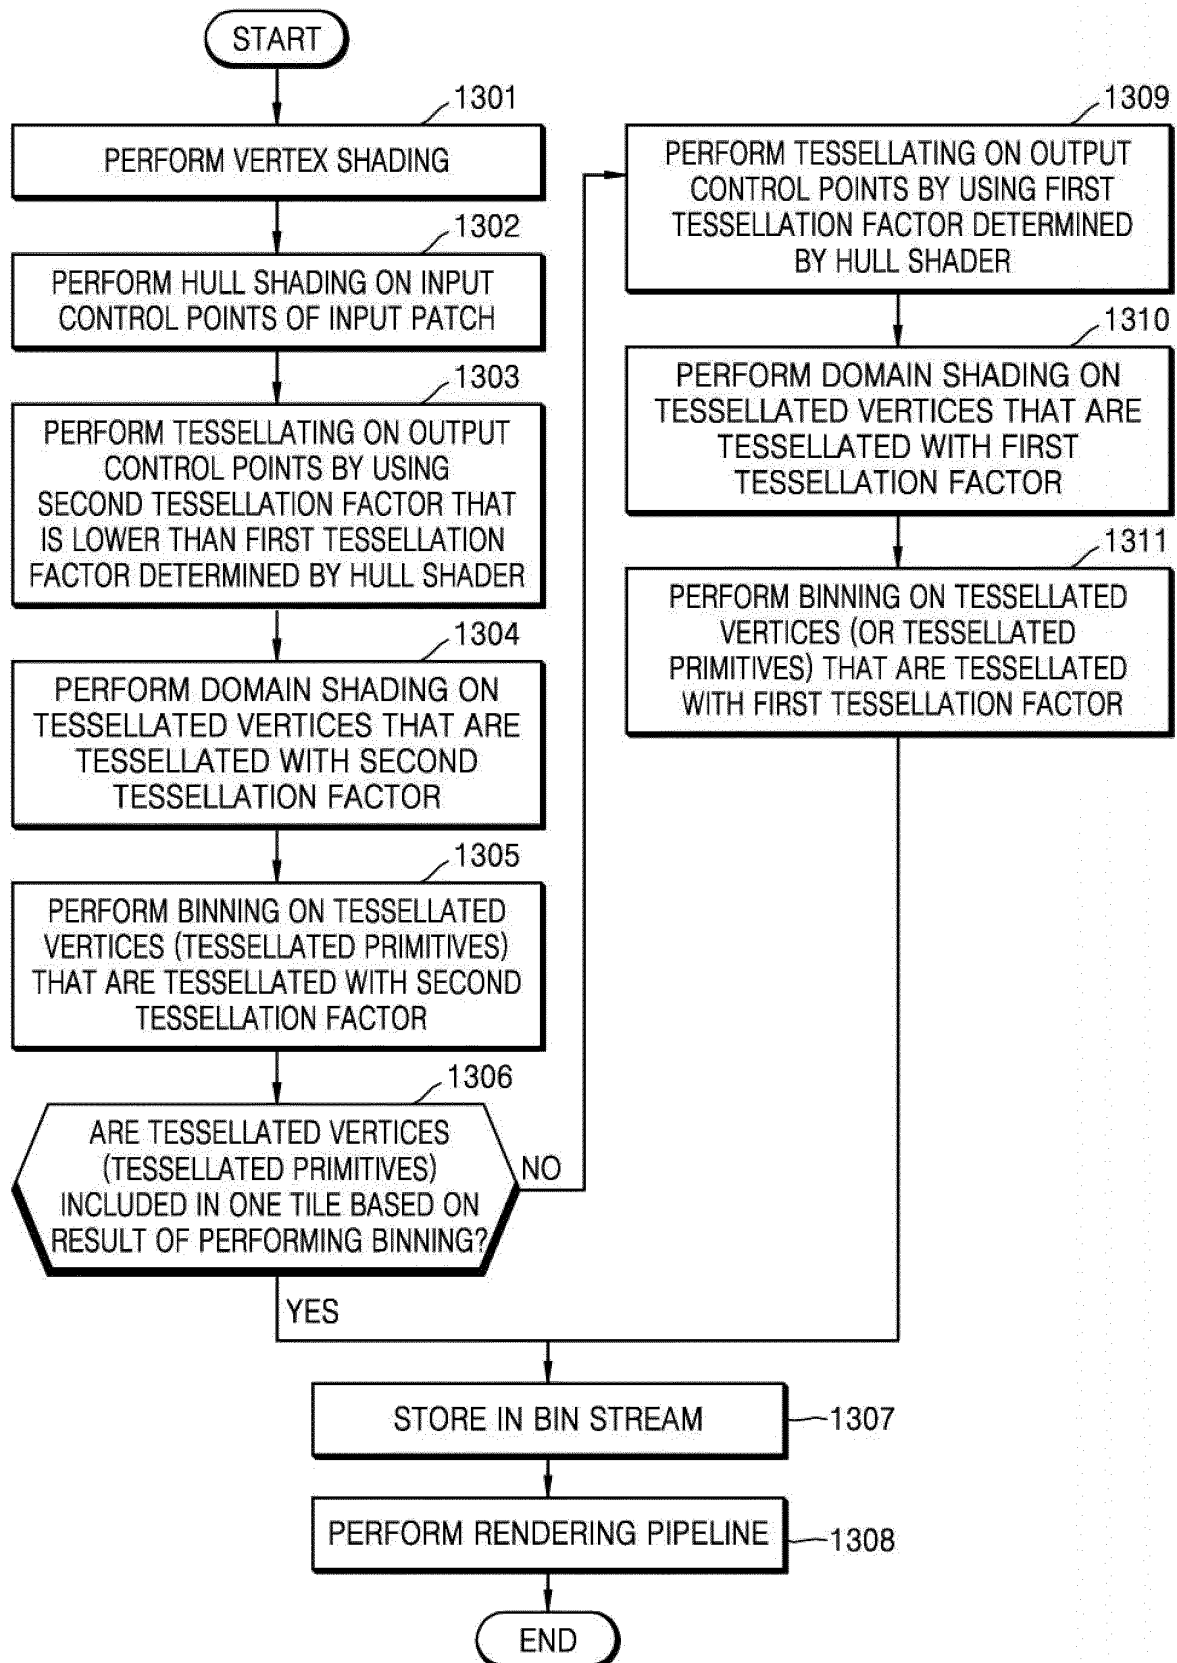 START
1301
PERFORM VERTEX SHADING
1302
PERFORM HULL SHADING ON INPUT
CONTROL POINTS OF INPUT PATCH
1303
PERFORM TESSELLATING ON OUTPUT
CONTROL POINTS BY USING
SECOND TESSELLATION FACTOR THAT
IS LOWER THAN FIRST TESSELLATION
FACTOR DETERMINED BY HULL SHADER
1304
PERFORM DOMAIN SHADING ON
TESSELLATED VERTICES THAT ARE
TESSELLATED WITH SECOND
TESSELLATION FACTOR
1305
PERFORM BINNING ON TESSELLATED
VERTICES (TESSELLATED PRIMITIVES)
THAT ARE TESSELLATED WITH SECOND
TESSELLATION FACTOR
1306
ARE TESSELLATED VERTICES
(TESSELLATED PRIMITIVES)
INCLUDED IN ONE TILE BASED ON
RESULT OF PERFORMING BINNING?
NO
YES
1309
PERFORM TESSELLATING ON OUTPUT
CONTROL POINTS BY USING FIRST
TESSELLATION FACTOR DETERMINED
BY HULL SHADER
1310
PERFORM DOMAIN SHADING ON
TESSELLATED VERTICES THAT ARE
TESSELLATED WITH FIRST
TESSELLATION FACTOR
1311
PERFORM BINNING ON TESSELLATED
VERTICES (OR TESSELLATED
PRIMITIVES) THAT ARE TESSELLATED
WITH FIRST TESSELLATION FACTOR
STORE IN BIN STREAM
1307
PERFORM RENDERING PIPELINE
1308
END